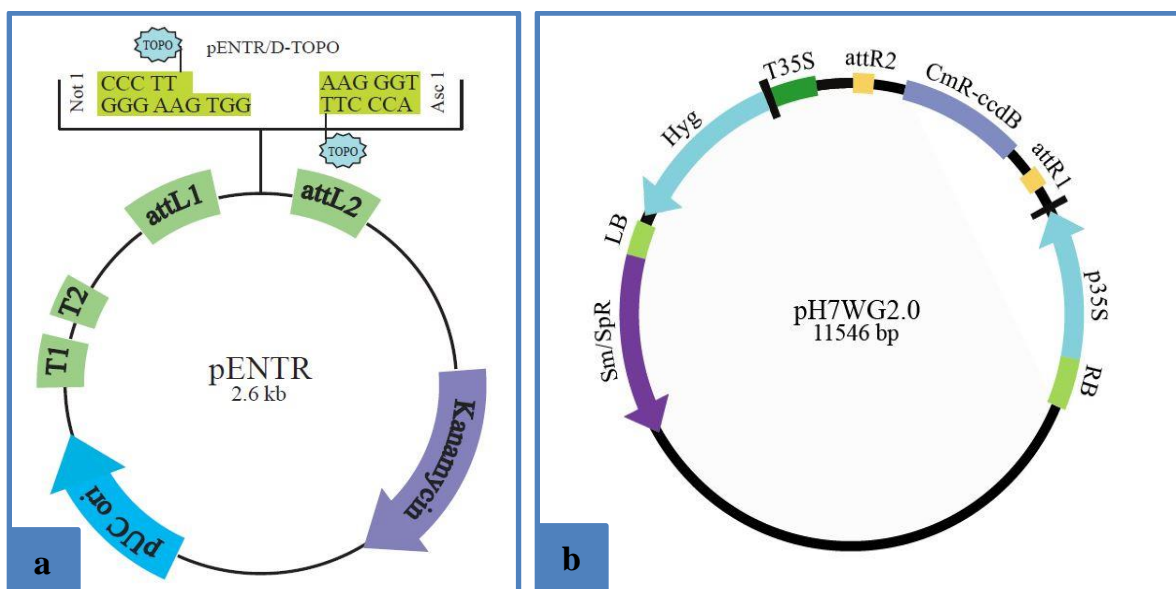 TOPO
pENTR/D-TOPO
TOPO
Not 1
CCC TT
GGG AAG TGG
AAG GGT
TTC CCA
Asc 1
attL1
attL2
T2
T1
pENTR
2.6 kb
Kanamycin
pUC ori
a
T35S
attR2
CmR-ccdB
attR1
Hyg
LB
Sm/SpR
pH7WG2.0
11546 bp
p35S
RB
b